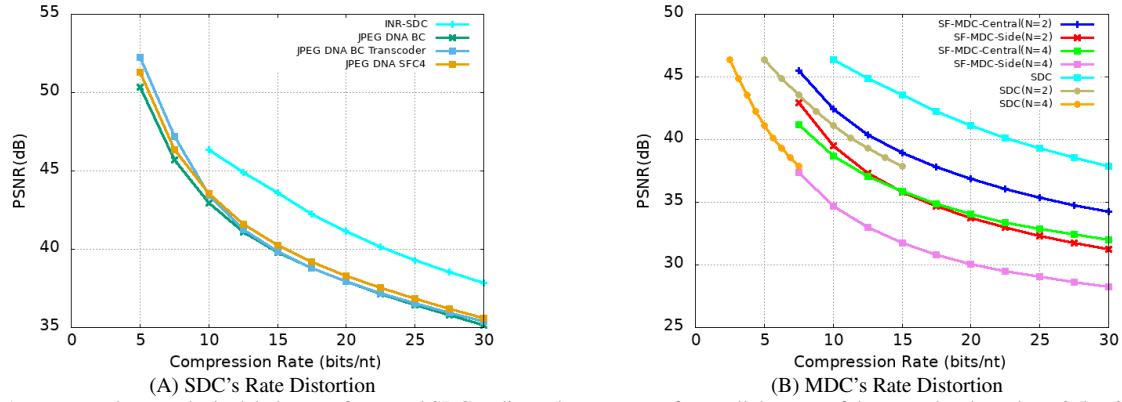 55
50
45
40
35
0
5
10
15
20
25
30
PSNR(dB)
Compression Rate (bits/nt)
INR-SDC
JPEG DNA BC
JPEG DNA BC Transcoder
JPEG DNA SFC4
(A) SDC's Rate Distortion
50
45
40
35
30
25
0
5
10
15
20
25
30
PSNR(dB)
Compression Rate (bits/nt)
SF-MDC-Central(N=2)
SF-MDC-Side(N=2)
SF-MDC-Central(N=4)
SF-MDC-Side(N=4)
SDC
SDC(N=2)
SDC(N=4)
(B) MDC's Rate Distortion